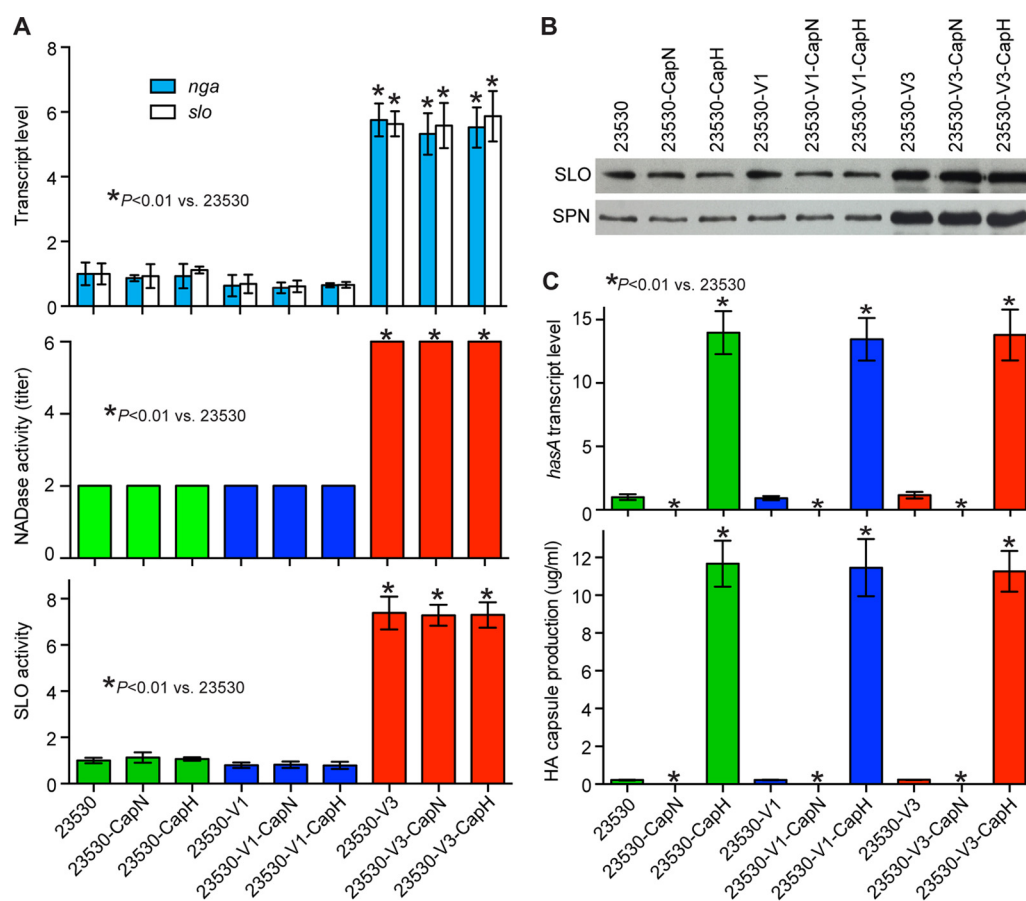 A
Transcript level
8
6
4
2
0
nga
slo
* * * * * *
*P<0.01 vs. 23530
NADase activity (titer)
6
4
2
0
* * *
*P<0.01 vs. 23530
SLO activity
8
6
4
2
0
* * *
*P<0.01 vs. 23530
23530
23530-CapN
23530-CapH
23530-V1
23530-V1-CapN
23530-V1-CapH
23530-V3
23530-V3-CapN
23530-V3-CapH
B
23530
23530-CapN
23530-CapH
23530-V1
23530-V1-CapN
23530-V1-CapH
23530-V3
23530-V3-CapN
23530-V3-CapH
SLO
SPN
C
*P<0.01 vs. 23530
hasA transcript level
15
10
5
0
* * * * * *
HA capsule production (ug/ml)
12
10
8
6
4
2
0
* * * * * *
23530
23530-CapN
23530-CapH
23530-V1
23530-V1-CapN
23530-V1-CapH
23530-V3
23530-V3-CapN
23530-V3-CapH